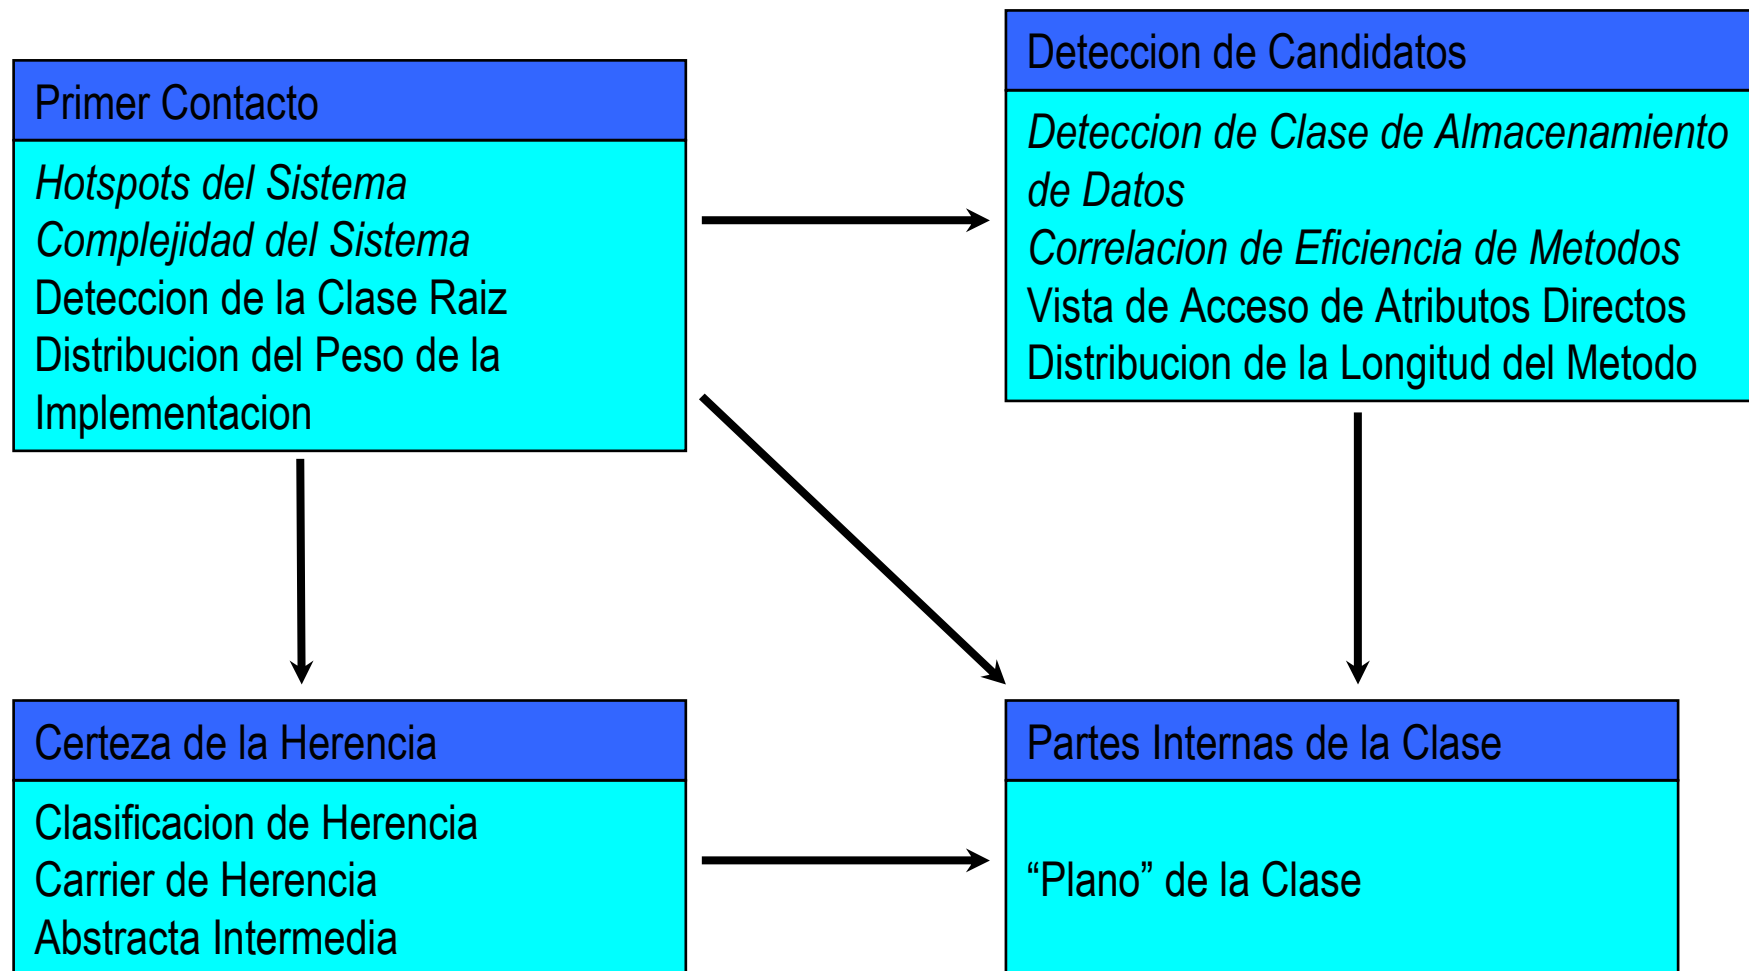 Primer Contacto
Hotspots del Sistema
Complejidad del Sistema
Deteccion de la Clase Raiz
Distribucion del Peso de la
Implementacion
Deteccion de Candidatos
Deteccion de Clase de Almacenamiento
de Datos
Correlacion de Eficiencia de Metodos
Vista de Acceso de Atributos Directos
Distribucion de la Longitud del Metodo
Certeza de la Herencia
Clasificacion de Herencia
Carrier de Herencia
Abstracta Intermedia
Partes Internas de la Clase
“Plano” de la Clase